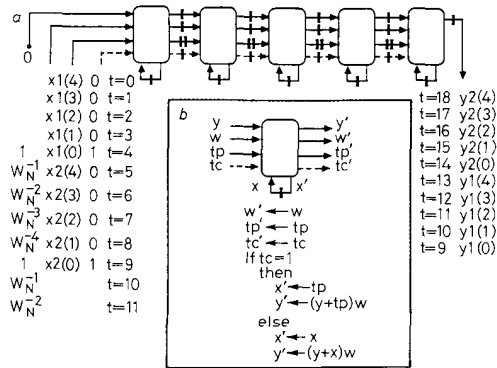 a
0
x1(4) 0 t=0
x1(3) 0 t=1
x1(2) 0 t=2
x1(1) 0 t=3
1 x1(0) 1 t=4
W_N^-1 x2(4) 0 t=5
W_N^-2 x2(3) 0 t=6
W_N^-3 x2(2) 0 t=7
W_N^-4 x2(1) 0 t=8
1 x2(0) 1 t=9
W_N^-1 t=10
W_N^-2 t=11
b
y y'
w w'
tp tp'
tc tc'
x x'
w' ← w
tp' ← tp
tc' ← tc
If tc=1
then
x' ← tp
y' ← (y+tp)w
else
x' ← x
y' ← (y+x)w
t=18 y2(4)
t=17 y2(3)
t=16 y2(2)
t=15 y2(1)
t=14 y2(0)
t=13 y1(4)
t=12 y1(3)
t=11 y1(2)
t=10 y1(1)
t=9 y1(0)